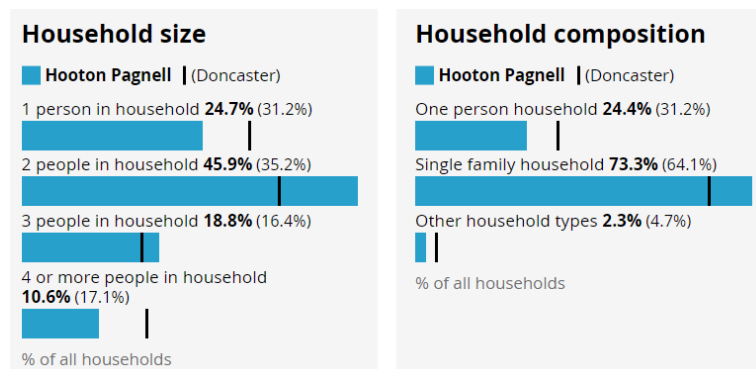 Household size
Hooton Pagnell (Doncaster)
1 person in household 24.7% (31.2%)
2 people in household 45.9% (35.2%)
3 people in household 18.8% (16.4%)
4 or more people in household
10.6% (17.1%)
% of all households
Household composition
Hooton Pagnell (Doncaster)
One person household 24.4% (31.2%)
Single family household 73.3% (64.1%)
Other household types 2.3% (4.7%)
% of all households